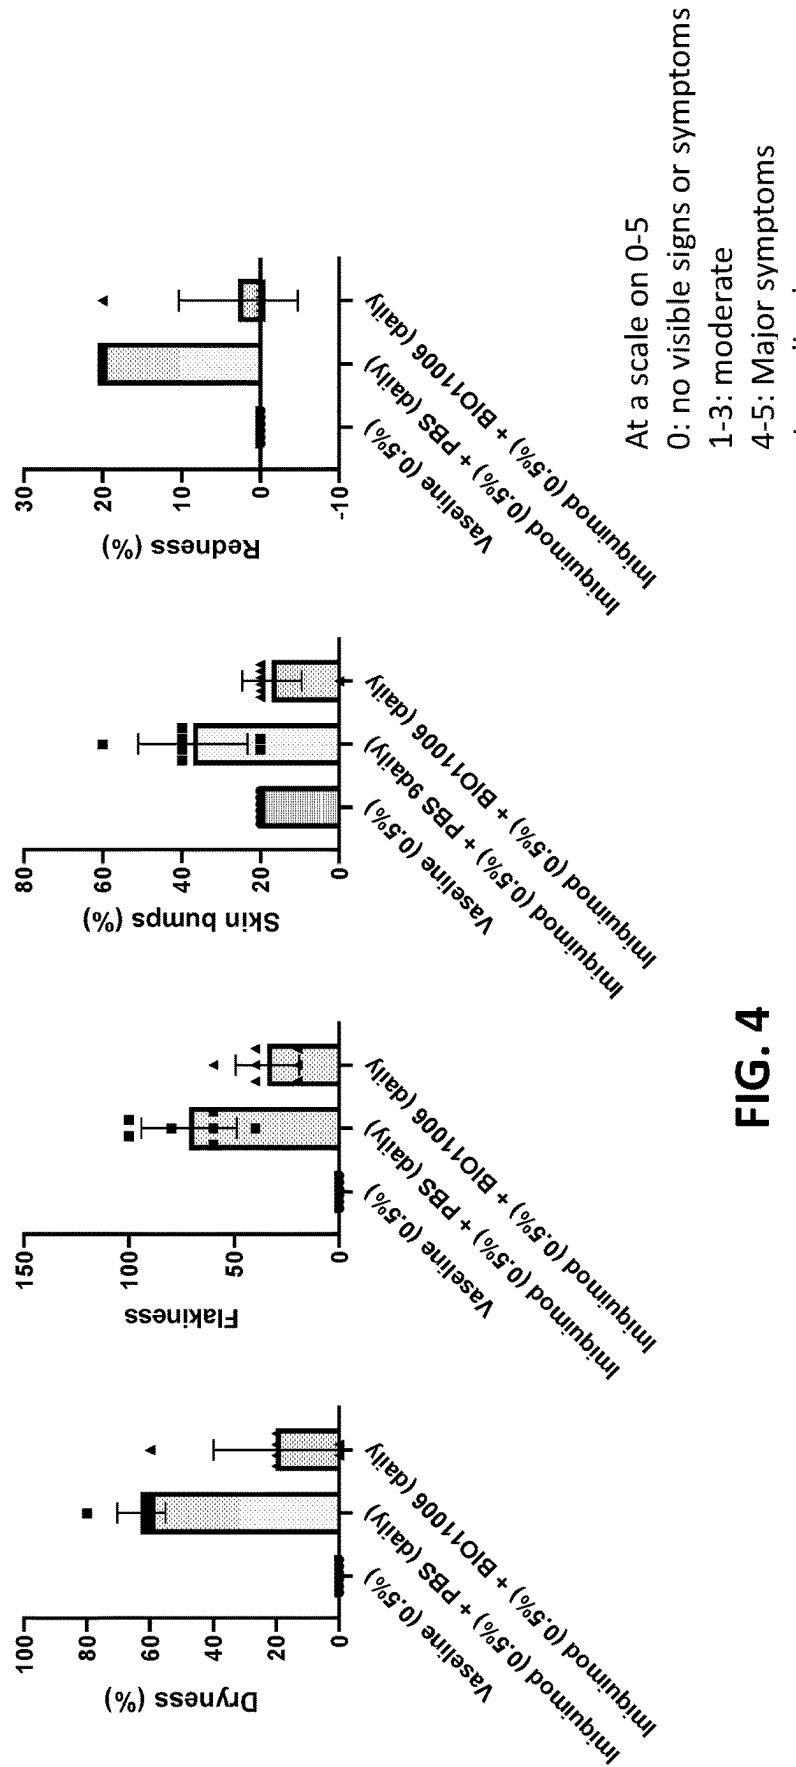 Dryness (%)
100
80
60
40
20
0
Vaseline (0.5%)
Imiquimod (0.5%) + PBS (daily)
Imiquimod (0.5%) + BIO11006 (daily
Flakiness
150
100
50
0
Vaseline (0.5%)
Imiquimod (0.5%) + PBS (daily)
Imiquimod (0.5%) + BIO11006 (daily
Skin bumps (%)
80
60
40
20
0
Vaseline (0.5%)
Imiquimod (0.5%) + PBS 9daily)
Imiquimod (0.5%) + BIO11006 (daily
Redness (%)
30
20
10
0
-10
Vaseline (0.5%)
Imiquimod (0.5%) + PBS (daily)
Imiquimod (0.5%) + BIO11006 (daily
At a scale on 0-5
0: no visible signs or symptoms
1-3: moderate
4-5: Major symptoms
FIG. 4